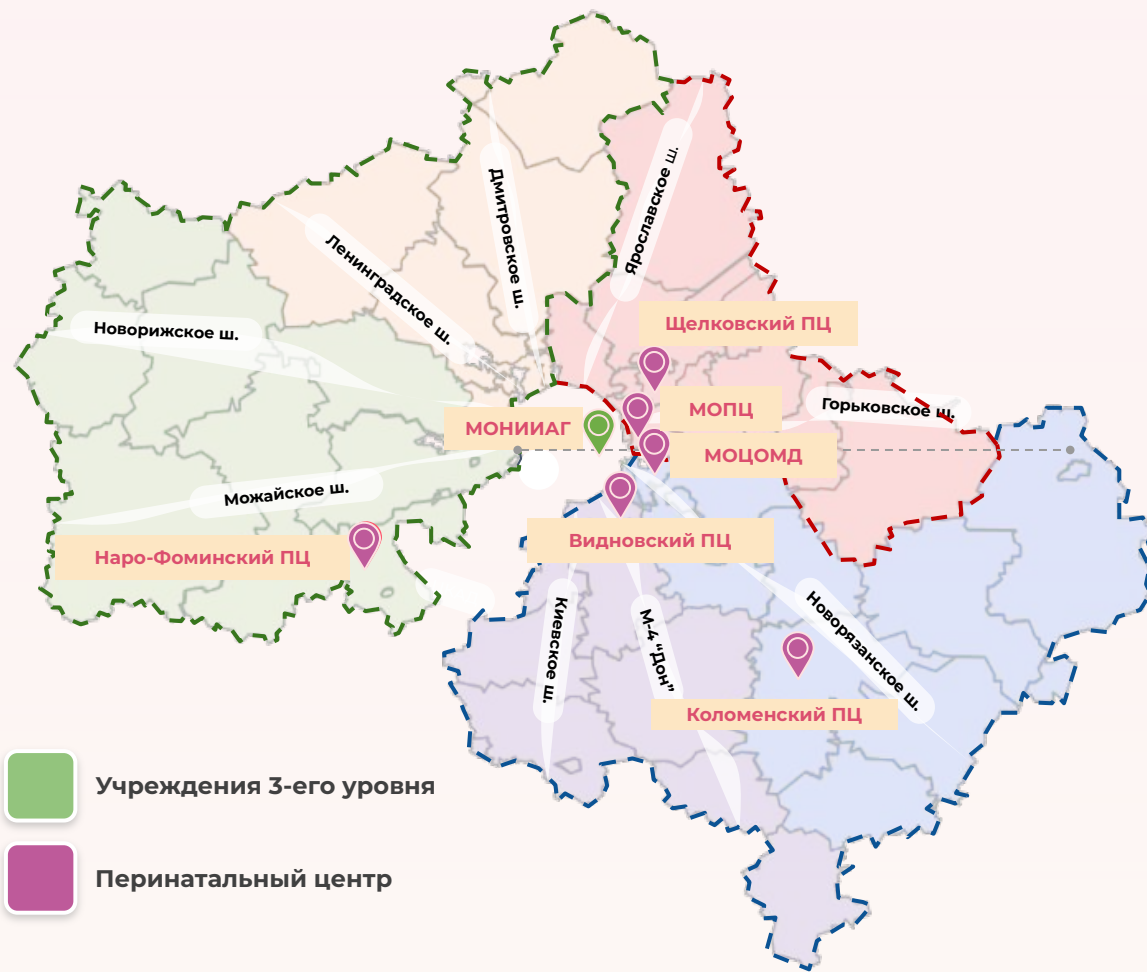 Ярославское ш.
Дмитровское ш.
Ленинградское ш.
Новорижское ш.
Щелковский ПЦ
МОПЦ
Горьковское ш.
МОНИИАГ
МОЦОМД
Можайское ш.
Видновский ПЦ
Наро-Фоминский ПЦ
Киевское ш.
М-4 “Дон”
Новорязанское ш.
Коломенский ПЦ
Учреждения 3-его уровня
Перинатальный центр